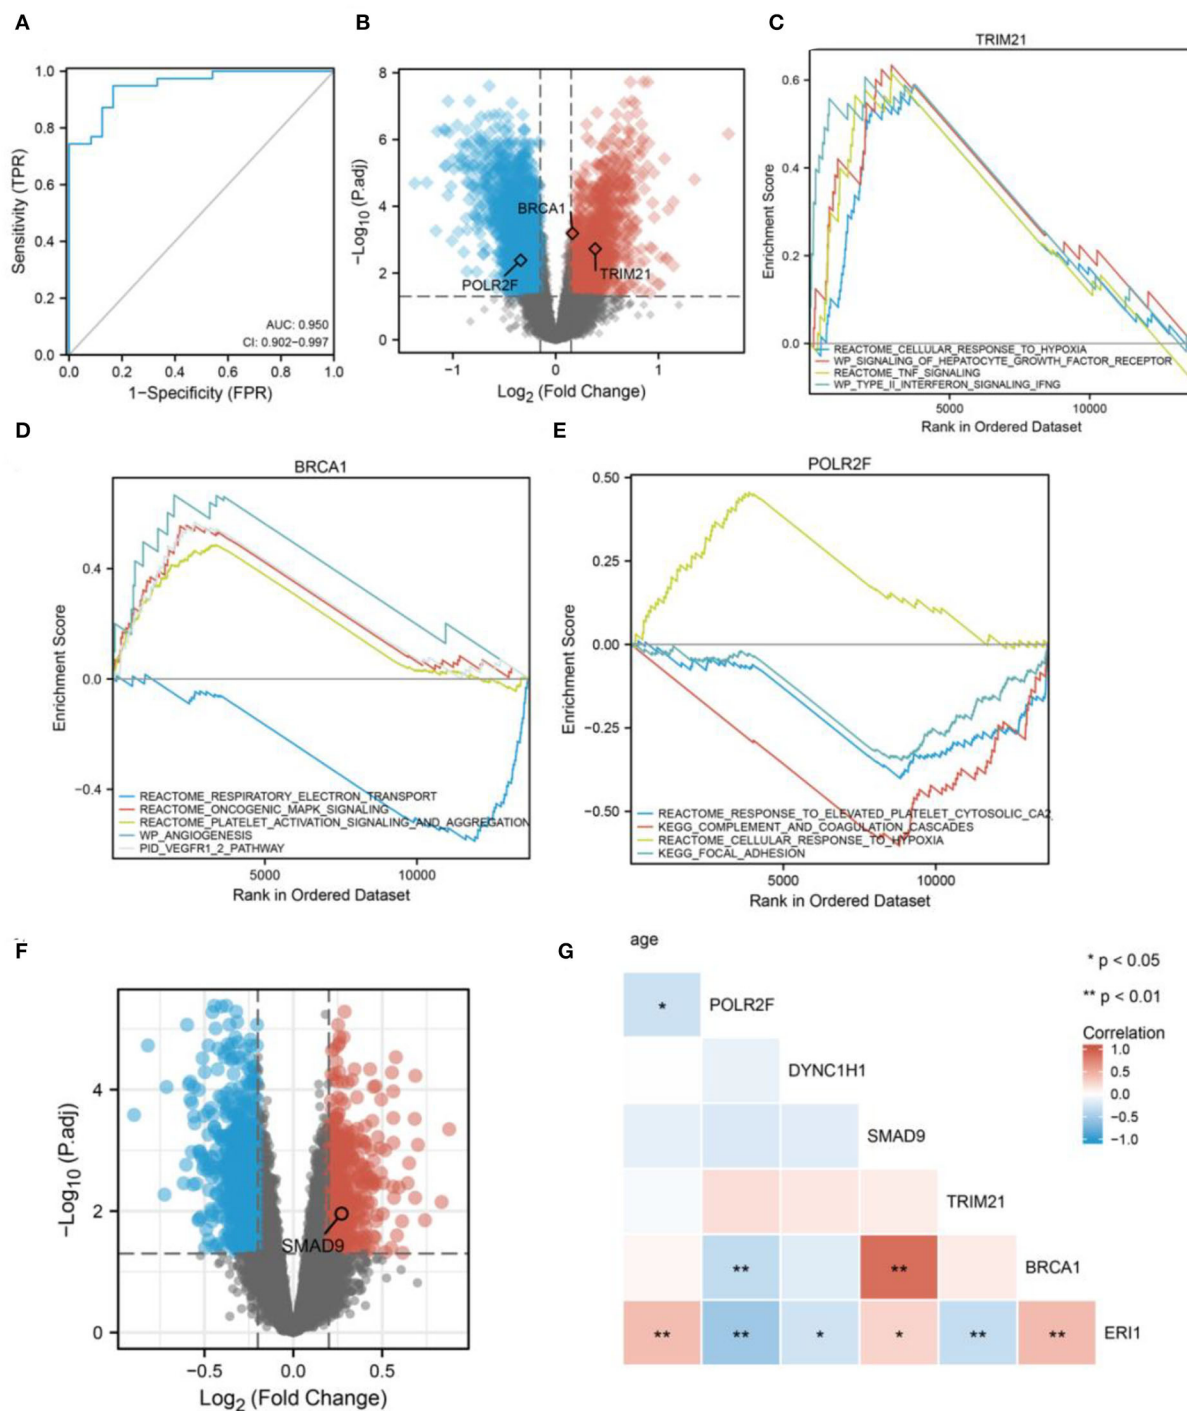 A
B
C
TRIM21
1.0
0.8
0.6
0.4
0.2
0.0
Sensitivity (TPR)
AUC: 0.950
CI: 0.902−0.997
0.0 0.2 0.4 0.6 0.8 1.0
1−Specificity (FPR)
8
6
4
2
0
−Log10 (P.adj)
BRCA1
POLR2F
TRIM21
−1 0 1
Log2 (Fold Change)
0.6
0.4
0.2
0.0
Enrichment Score
REACTOME_CELLULAR_RESPONSE_TO_HYPOXIA
WP_SIGNALING_OF_HEPATOCYTE_GROWTH_FACTOR_RECEPTOR
REACTOME_TNF_SIGNALING
WP_TYPE_II_INTERFERON_SIGNALING_IFNG
5000 10000
Rank in Ordered Dataset
D
E
BRCA1
0.4
0.0
−0.4
Enrichment Score
REACTOME_RESPIRATORY_ELECTRON_TRANSPORT
REACTOME_ONCOGENIC_MAPK_SIGNALING
REACTOME_PLATELET_ACTIVATION_SIGNALING_AND_AGGREGATION
WP_ANGIOGENESIS
PID_VEGFR1_2_PATHWAY
5000 10000
Rank in Ordered Dataset
POLR2F
0.50
0.25
0.00
−0.25
−0.50
Enrichment Score
REACTOME_RESPONSE_TO_ELEVATED_PLATELET_CYTOSOLIC_CA2
KEGG_COMPLEMENT_AND_COAGULATION_CASCADES
REACTOME_CELLULAR_RESPONSE_TO_HYPOXIA
KEGG_FOCAL_ADHESION
5000 10000
Rank in Ordered Dataset
F
G
4
2
0
−Log10 (P.adj)
SMAD9
−0.5 0.0 0.5
Log2 (Fold Change)
age
* p < 0.05
** p < 0.01
Correlation
1.0
0.5
0.0
−0.5
−1.0
* POLR2F
DYNC1H1
SMAD9
TRIM21
** ** BRCA1
** ** * * ** ** ERI1